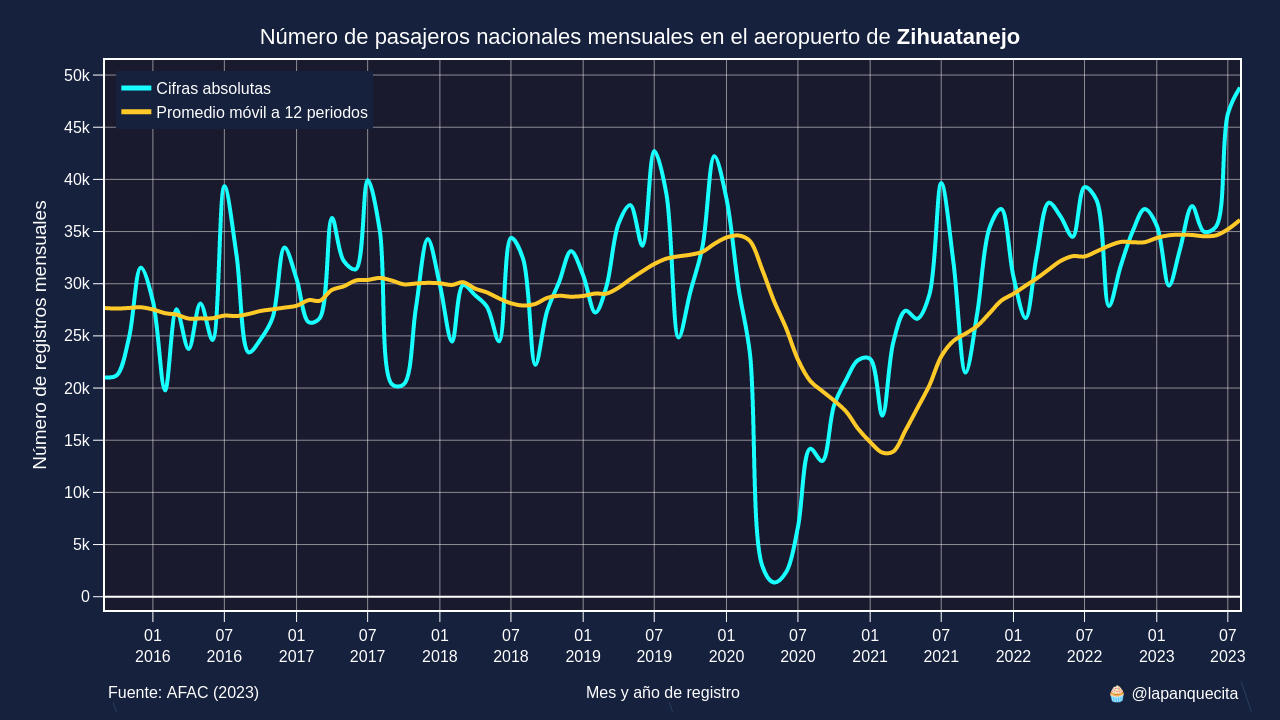 Número de pasajeros nacionales mensuales en el aeropuerto de Zihuatanejo
Cifras absolutas
Promedio móvil a 12 periodos
Número de registros mensuales
50k
45k
40k
35k
30k
25k
20k
15k
10k
5k
0
01 07 01 07 01 07 01 07 01 07 01 07 01 07 01 07
2016 2016 2017 2017 2018 2018 2019 2019 2020 2020 2021 2021 2022 2022 2023 2023
Fuente: AFAC (2023) Mes y año de registro 🧁 @lapanquecita